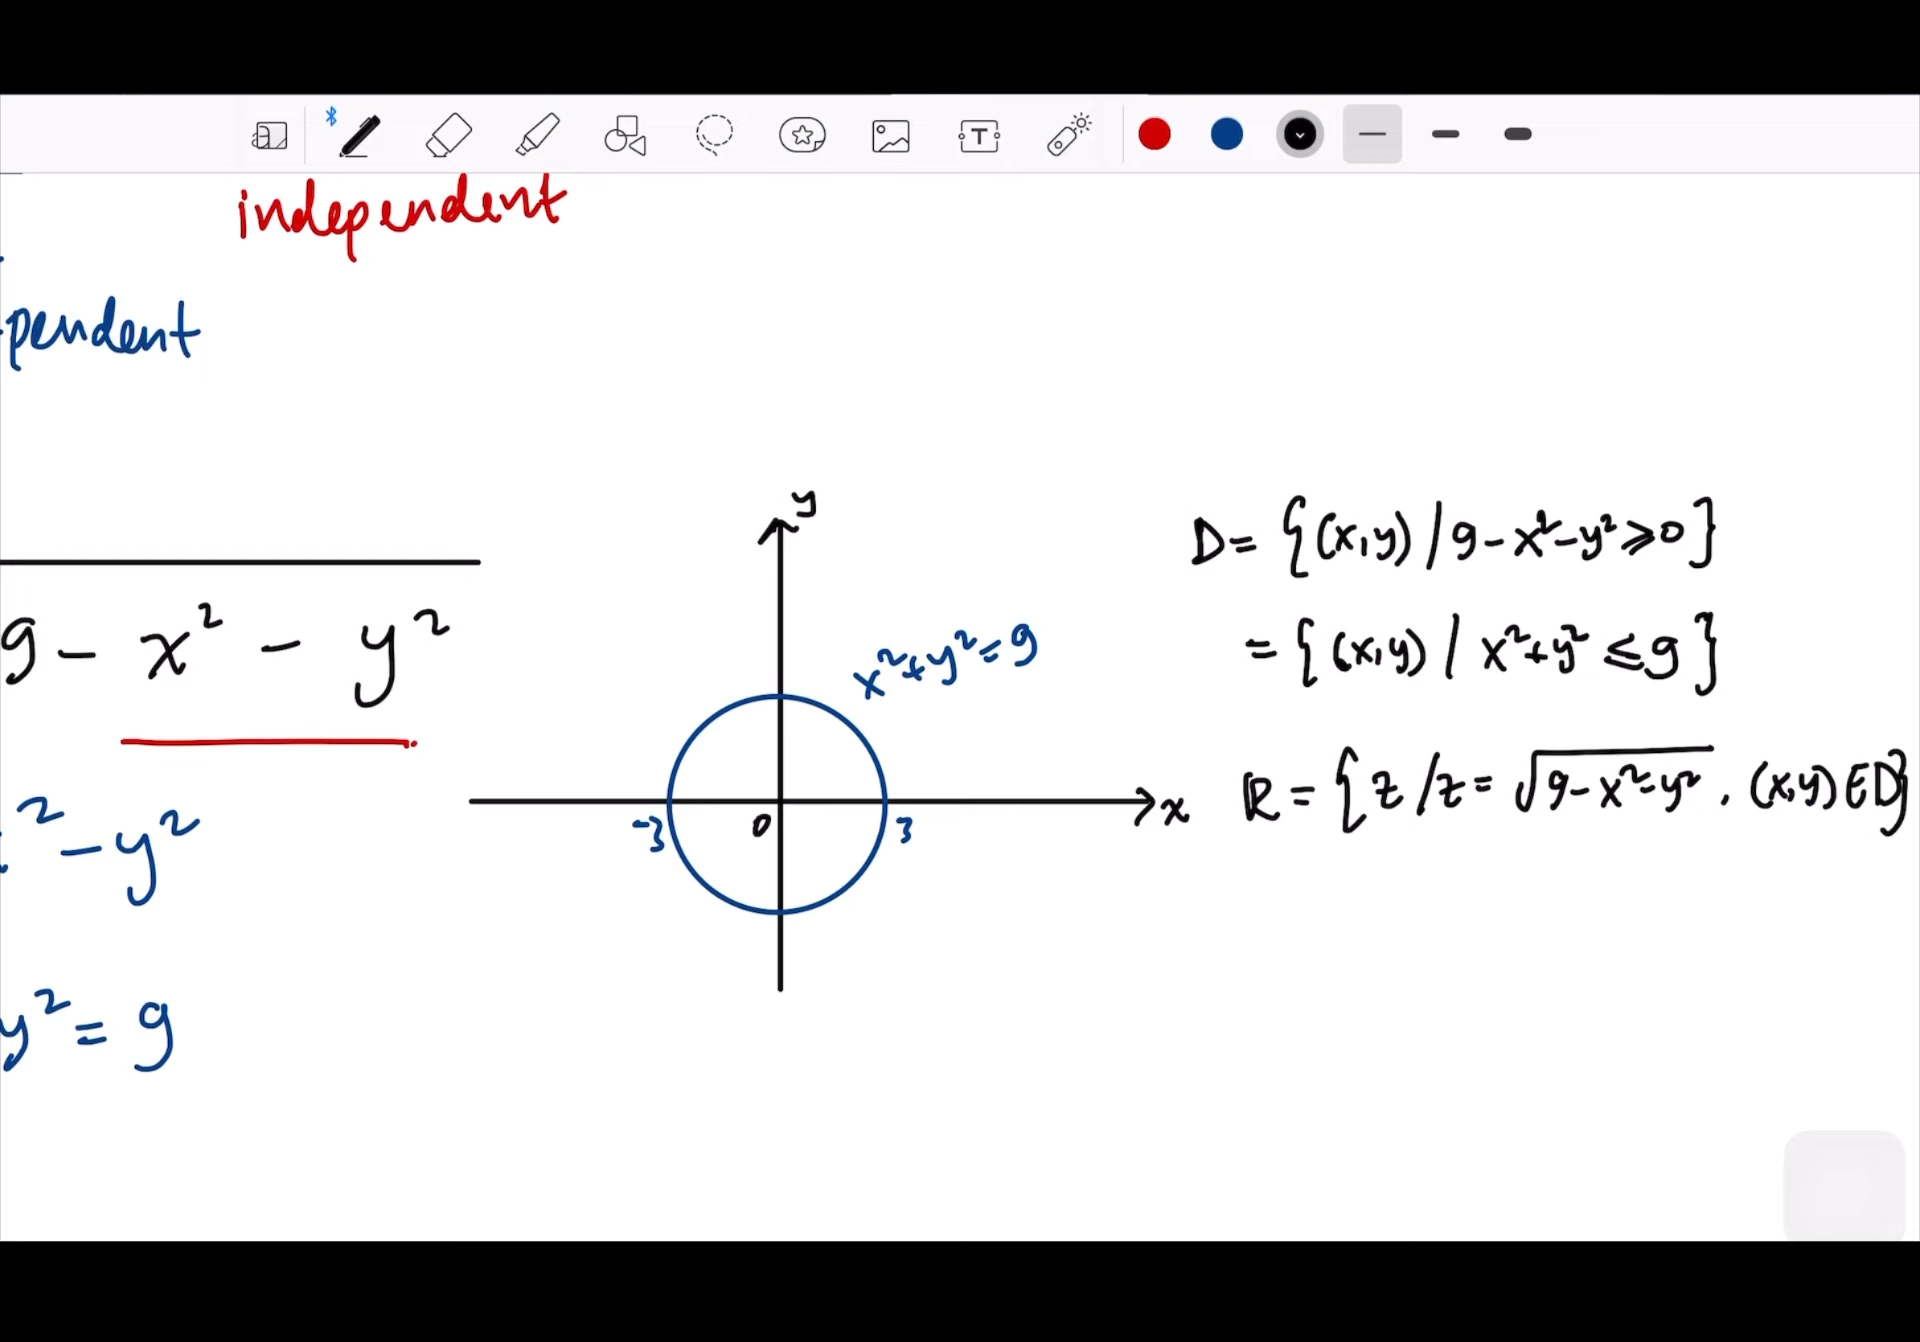 independent
pendent
9 - x² - y²
² - y²
y² = 9
y
x² + y² = 9
-3 0 3 x
D = {(x,y) / 9 - x² - y² ⩾ 0}
= {(x,y) / x² + y² ⩽ 9}
R = {z / z = √(9 - x² - y²) , (x,y) ∈ D}